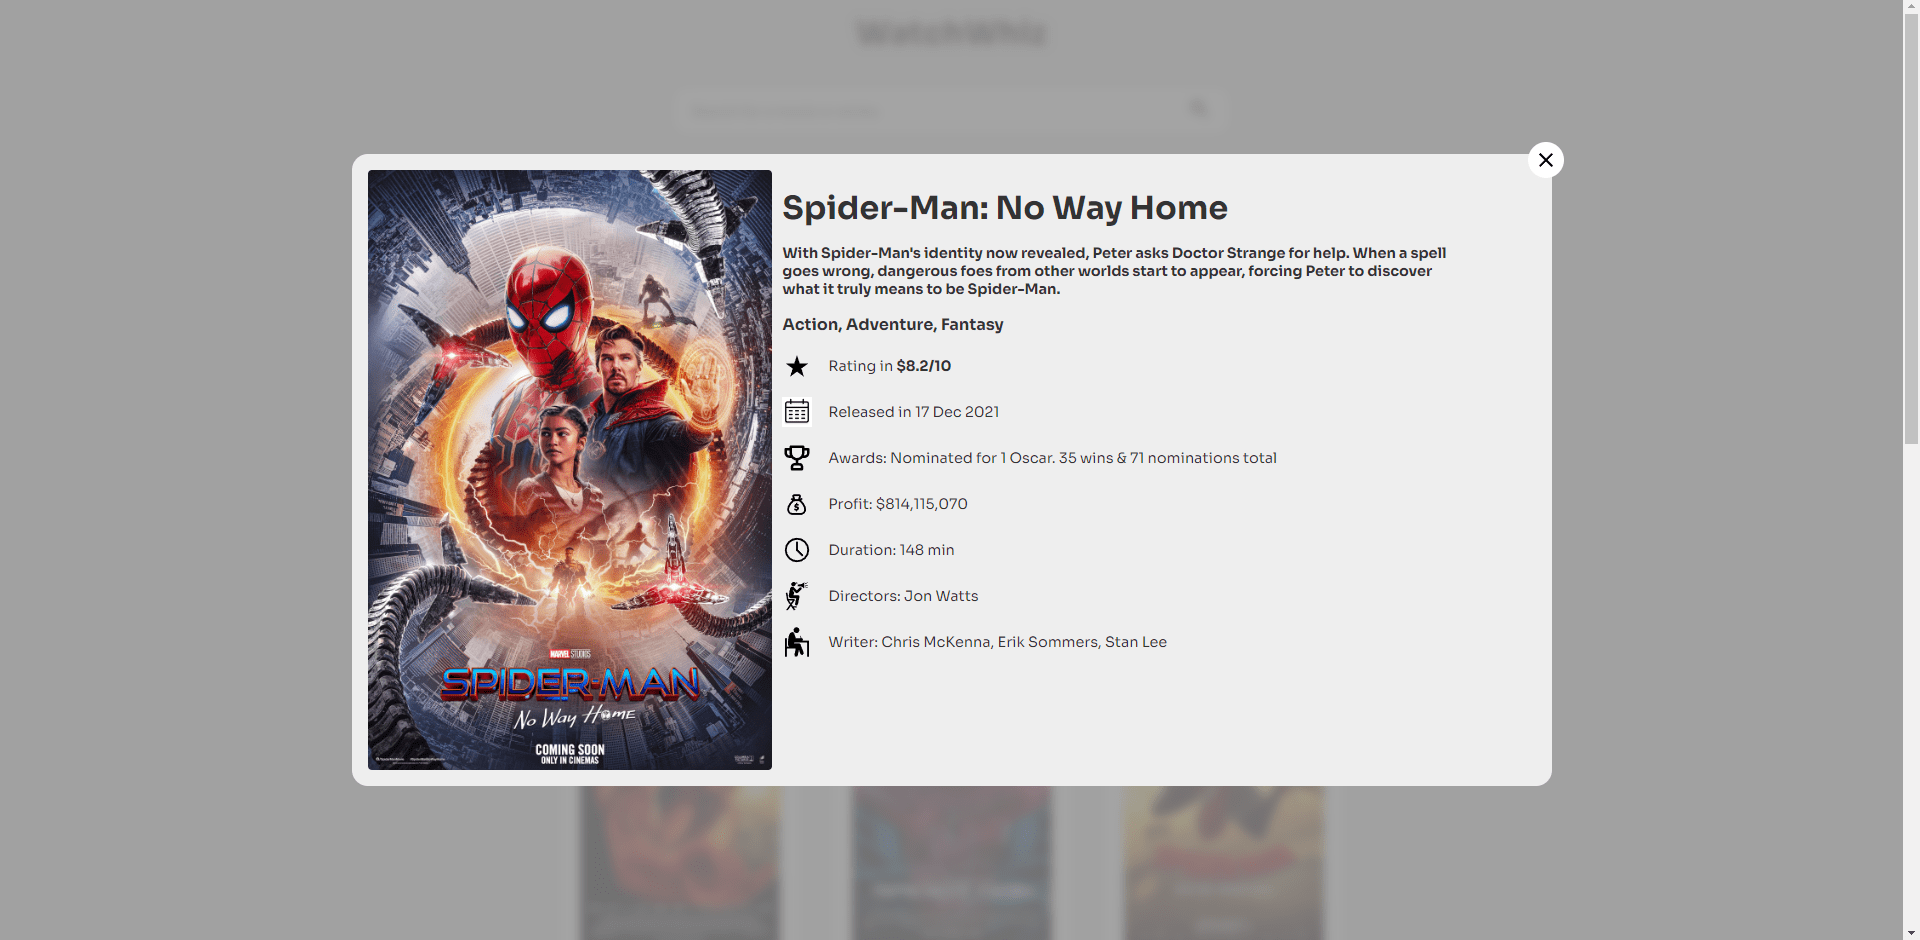 WatchWhiz
Spider-Man: No Way Home
With Spider-Man's identity now revealed, Peter asks Doctor Strange for help. When a spell
goes wrong, dangerous foes from other worlds start to appear, forcing Peter to discover
what it truly means to be Spider-Man.
Action, Adventure, Fantasy
Rating in $8.2/10
Released in 17 Dec 2021
Awards: Nominated for 1 Oscar. 35 wins & 71 nominations total
Profit: $814,115,070
Duration: 148 min
Directors: Jon Watts
Writer: Chris McKenna, Erik Sommers, Stan Lee
MARVEL STUDIOS
SPIDER-MAN
No Way Home
COMING SOON
ONLY IN CINEMAS